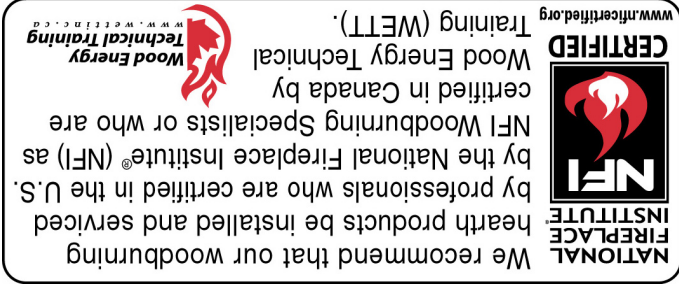 NATIONAL
FIREPLACE
INSTITUTE®
NFI
CERTIFIED
www.nficertified.org
We recommend that our woodburning
hearth products be installed and serviced
by professionals who are certified in the U.S.
by the National Fireplace Institute® (NFI) as
NFI Woodburning Specialists or who are
certified in Canada by
Wood Energy Technical
Training (WETT).
Wood Energy
Technical Training
www.wettinc.ca